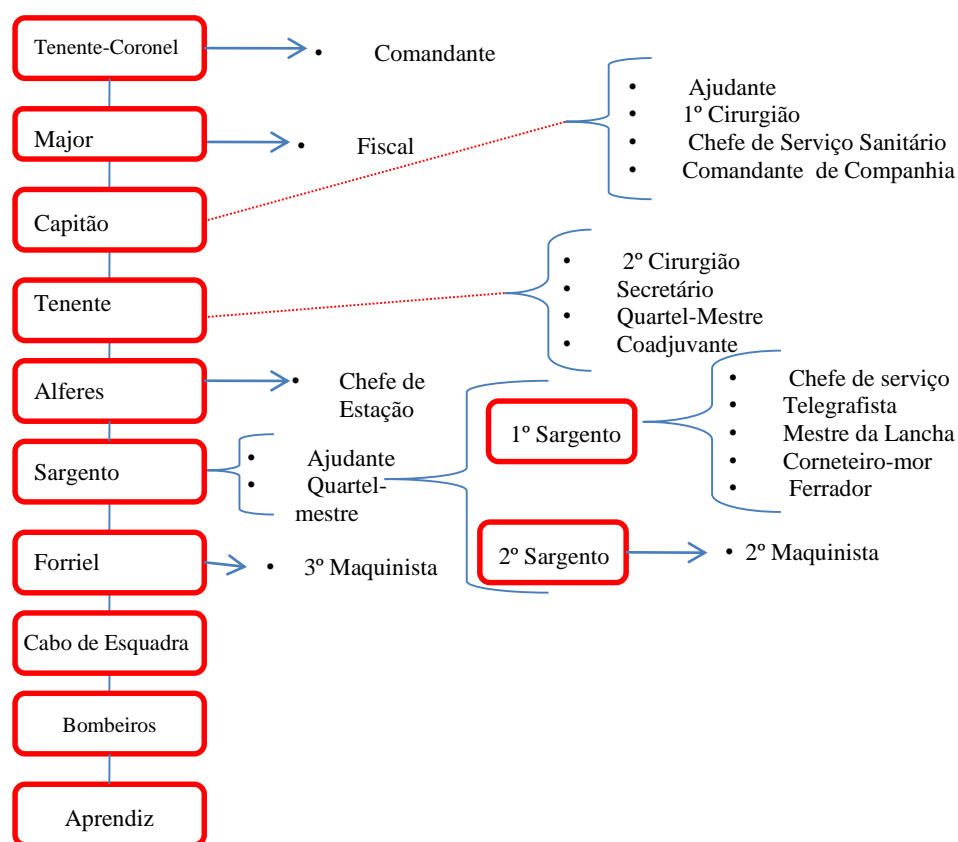 Tenente-Coronel
• Comandante
Major
• Fiscal
Capitão
• Ajudante
• 1º Cirurgião
• Chefe de Serviço Sanitário
• Comandante de Companhia
Tenente
• 2º Cirurgião
• Secretário
• Quartel-Mestre
• Coadjuvante
Alferes
• Chefe de
Estação
Sargento
• Ajudante
• Quartel-
mestre
1º Sargento
• Chefe de serviço
• Telegrafista
• Mestre da Lancha
• Corneteiro-mor
• Ferrador
2º Sargento
• 2º Maquinista
Forriel
• 3º Maquinista
Cabo de Esquadra
Bombeiros
Aprendiz